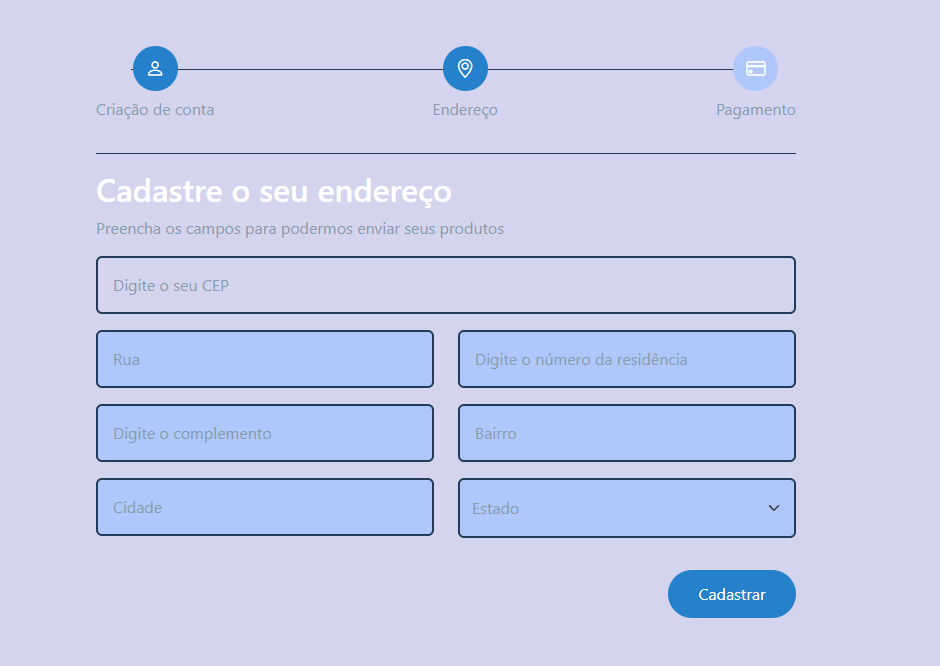 Criação de conta
Endereço
Pagamento
Cadastre o seu endereço
Preencha os campos para podermos enviar seus produtos
Digite o seu CEP
Rua
Digite o número da residência
Digite o complemento
Bairro
Cidade
Estado
Cadastrar